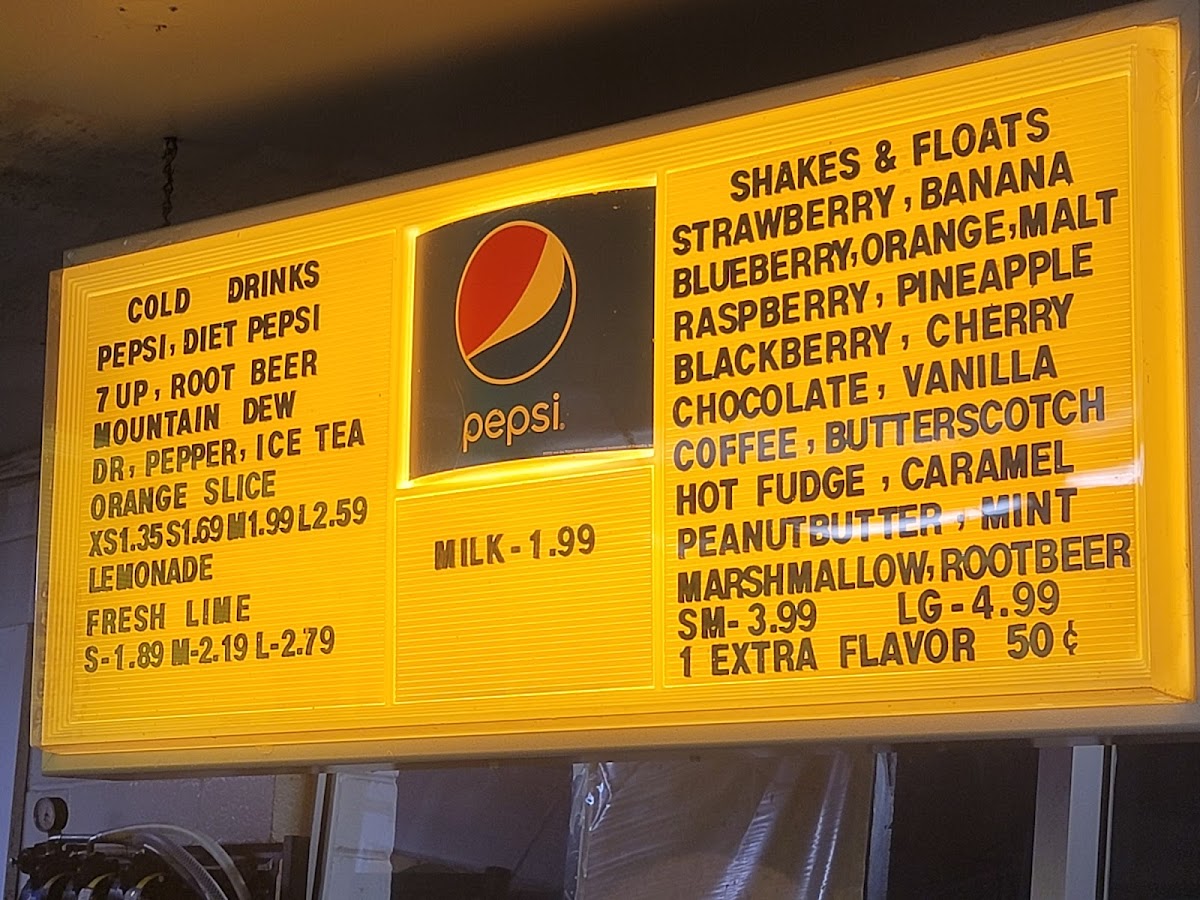 COLD DRINKS
PEPSI, DIET PEPSI
7 UP, ROOT BEER
MOUNTAIN DEW
DR, PEPPER, ICE TEA
ORANGE SLICE
XS1.35 S1.69 M1.99 L2.59
LEMONADE
FRESH LIME
S-1.89 M-2.19 L-2.79
pepsi
MILK-1.99
SHAKES & FLOATS
STRAWBERRY, BANANA
BLUEBERRY, ORANGE, MALT
RASPBERRY, PINEAPPLE
BLACKBERRY, CHERRY
CHOCOLATE, VANILLA
COFFEE, BUTTERSCOTCH
HOT FUDGE, CARAMEL
PEANUTBUTTER, MINT
MARSHMALLOW, ROOTBEER
SM-3.99 LG-4.99
1 EXTRA FLAVOR 50¢